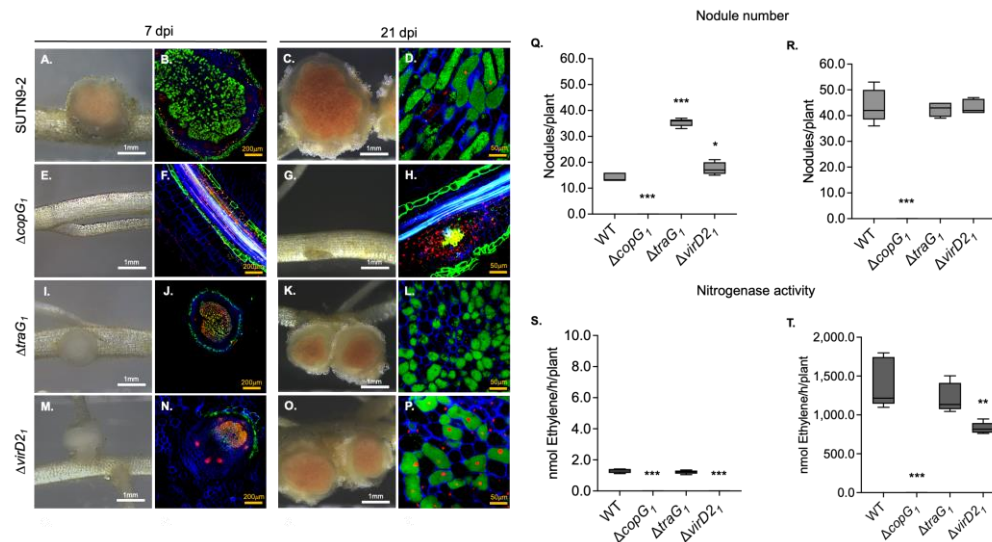 7 dpi
21 dpi
SUTN9-2
A.
B.
C.
D.
1mm
200µm
1mm
50µm
ΔcopG₁
E.
F.
G.
H.
1mm
200µm
1mm
50µm
ΔtraG₁
I.
J.
K.
L.
1mm
200µm
1mm
50µm
ΔvirD2₁
M.
N.
O.
P.
1mm
200µm
1mm
50µm
Nodule number
Q.
Nodules/plant
60.0
50.0
40.0
30.0
20.0
10.0
0.0
***
***
*
WT
ΔcopG₁
ΔtraG₁
ΔvirD2₁
R.
Nodules/plant
60.0
50.0
40.0
30.0
20.0
10.0
0.0
***
WT
ΔcopG₁
ΔtraG₁
ΔvirD2₁
Nitrogenase activity
S.
nmol Ethylene/h/plant
10.0
8.0
6.0
4.0
2.0
0.0
***
***
WT
ΔcopG₁
ΔtraG₁
ΔvirD2₁
T.
nmol Ethylene/h/plant
2,000.0
1,500.0
1,000.0
500.0
0.0
***
**
WT
ΔcopG₁
ΔtraG₁
ΔvirD2₁